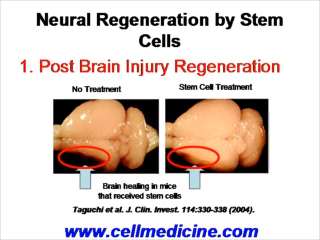 Neural Regeneration by Stem
Cells
1. Post Brain Injury Regeneration
No Treatment
Stem Cell Treatment
Brain healing in mice
that received stem cells
Taguchi et al. J. Clin. Invest. 114:330-338 (2004).
www.cellmedicine.com